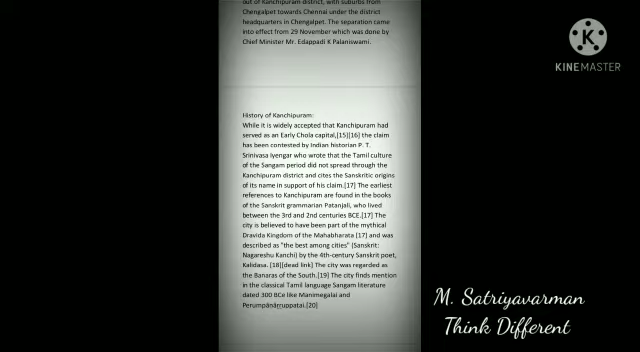 out of Kanchipuram district, with suburbs from
Chengalpet towards Chennai under the district
headquarters in Chengalpet. The separation came
into effect from 29 November which was done by
Chief Minister Mr. Edappadi K Palaniswami.
History of Kanchipuram:
While it is widely accepted that Kanchipuram had
served as an Early Chola capital,[15][16] the claim
has been contested by Indian historian P. T.
Srinivasa Iyengar who wrote that the Tamil culture
of the Sangam period did not spread through the
Kanchipuram district and cites the Sanskritic origins
of its name in support of his claim.[17] The earliest
references to Kanchipuram are found in the books
of the Sanskrit grammarian Patanjali, who lived
between the 3rd and 2nd centuries BCE.[17] The
city is believed to have been part of the mythical
Dravida Kingdom of the Mahabharata [17] and was
described as "the best among cities" (Sanskrit:
Nagareshu Kanchi) by the 4th-century Sanskrit poet,
Kalidasa. [18][dead link] The city was regarded as
the Banaras of the South.[19] The city finds mention
in the classical Tamil language Sangam literature
dated 300 BCe like Manimegalai and
Perumpāṇāṟṟuppatai.[20]
K
KINEMASTER
M. Satriyavarman
Think Different